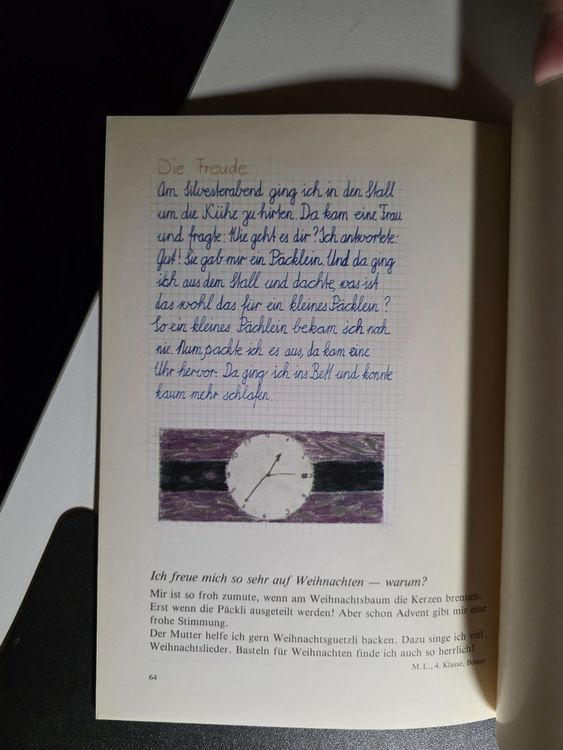 Die Freude
Am Silvesterabend ging ich in den Stall
um die Kühe zu hirten. Da kam eine Frau
und fragte: Wie geht es dir? Ich antwortete:
Gut! Sie gab mir ein Päcklein. Und da ging
ich aus dem Stall und dachte, was ist
das wohl das für ein kleines Päcklein?
So ein kleines Pächlein bekam ich noh
nie. Num packte ich es aus, da kam eine
Uhr hervor. Da ging ich ins Bett und konnte
kaum mehr schlafen.
Ich freue mich so sehr auf Weihnachten — warum?
Mir ist so froh zumute, wenn am Weihnachtsbaum die Kerzen brennen.
Erst wenn die Päckli ausgeteilt werden! Aber schon Advent gibt mir eine
frohe Stimmung.
Der Mutter helfe ich gern Weihnachtsguetzli backen. Dazu singe ich viel
Weihnachtslieder. Basteln für Weihnachten finde ich auch so herrlich!
M. L., 4. Klasse, Boden
64